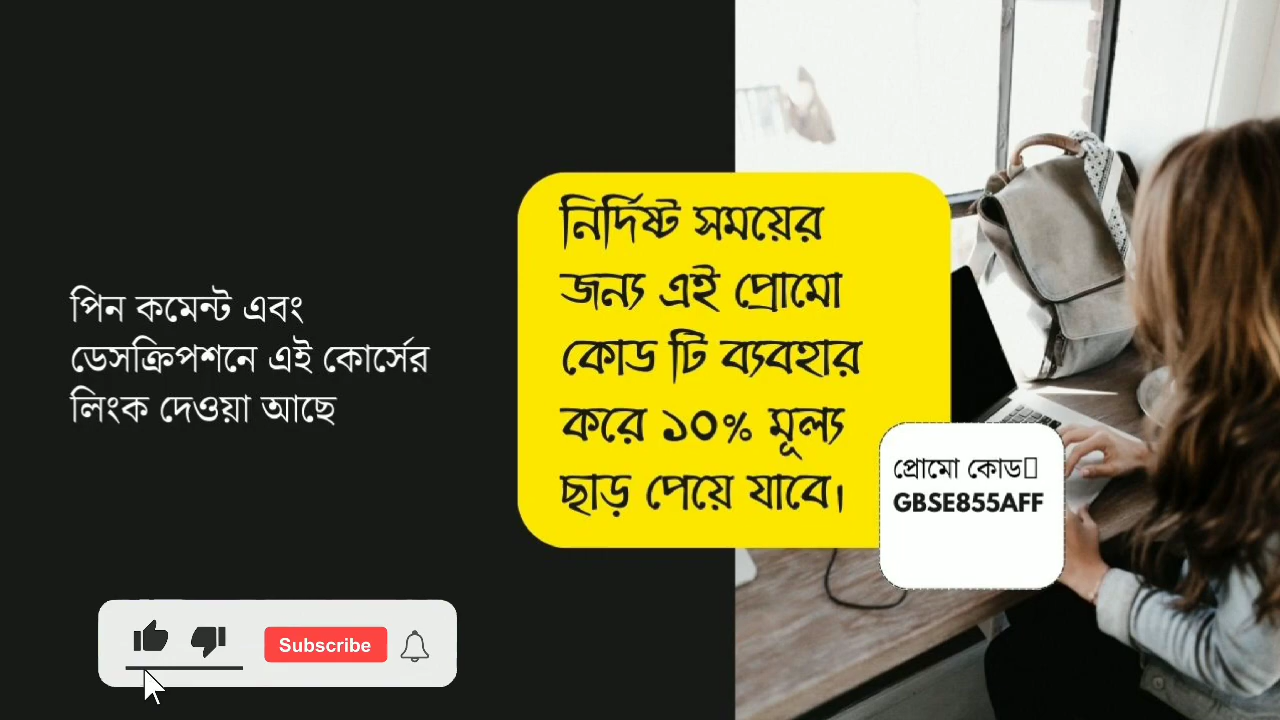 পিন কমেন্ট এবং
ডেসক্রিপশনে এই কোর্সের
লিংক দেওয়া আছে
নির্দিষ্ট সময়ের
জন্য এই প্রোমো
কোড টি ব্যবহার
করে ১০% মূল্য
ছাড় পেয়ে যাবে।
প্রোমো কোড
GBSE855AFF
Subscribe